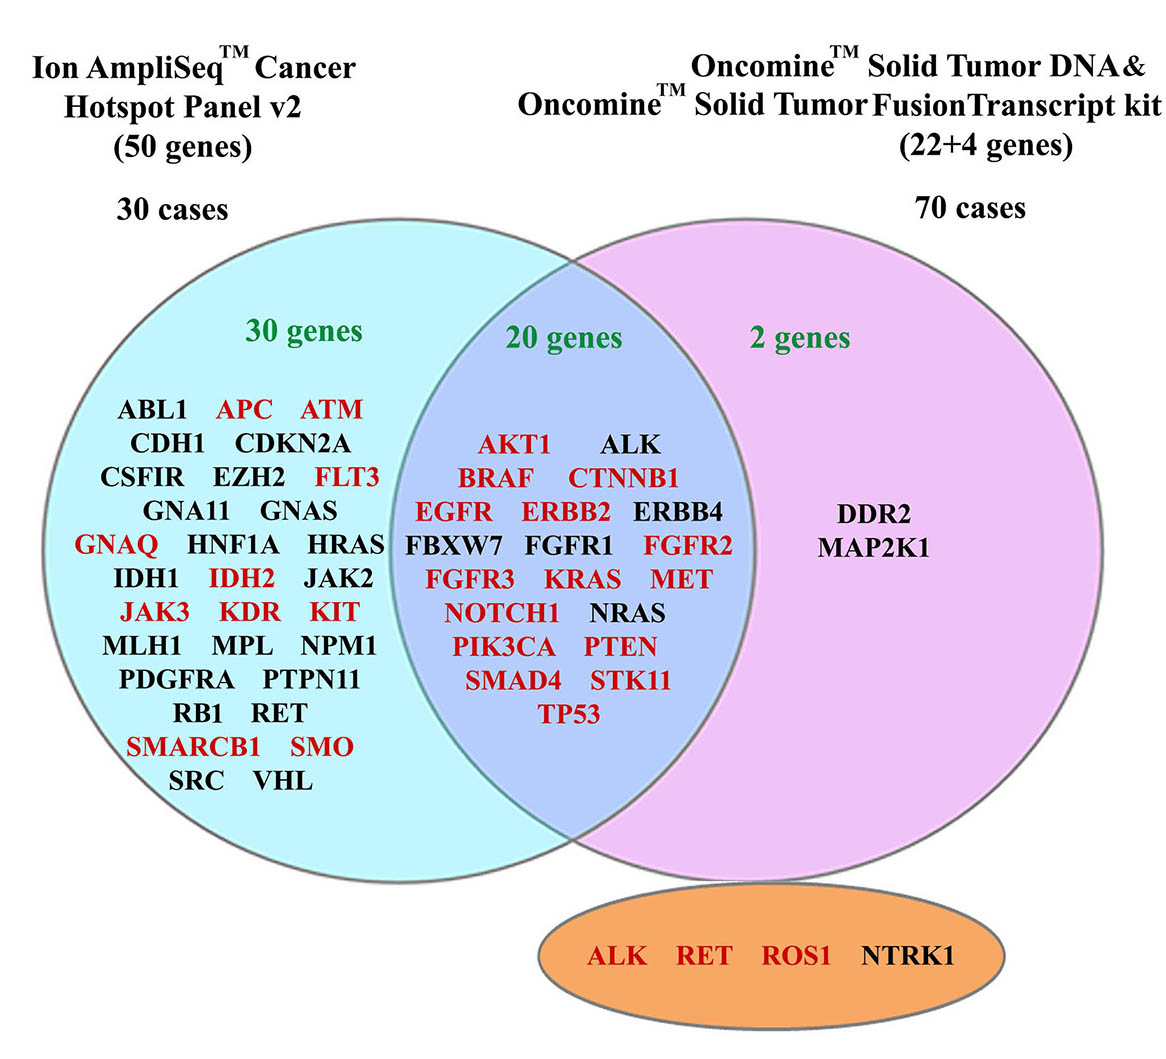 Ion AmpliSeq™ Cancer
Hotspot Panel v2
(50 genes)
30 cases
Oncomine™ Solid Tumor DNA&
Oncomine™ Solid Tumor FusionTranscript kit
(22+4 genes)
70 cases
30 genes
ABL1 APC ATM
CDH1 CDKN2A
CSFIR EZH2 FLT3
GNA11 GNAS
GNAQ HNF1A HRAS
IDH1 IDH2 JAK2
JAK3 KDR KIT
MLH1 MPL NPM1
PDGFRA PTPN11
RB1 RET
SMARCB1 SMO
SRC VHL
20 genes
AKT1 ALK
BRAF CTNNB1
EGFR ERBB2 ERBB4
FBXW7 FGFR1 FGFR2
FGFR3 KRAS MET
NOTCH1 NRAS
PIK3CA PTEN
SMAD4 STK11
TP53
2 genes
DDR2
MAP2K1
ALK RET ROS1 NTRK1